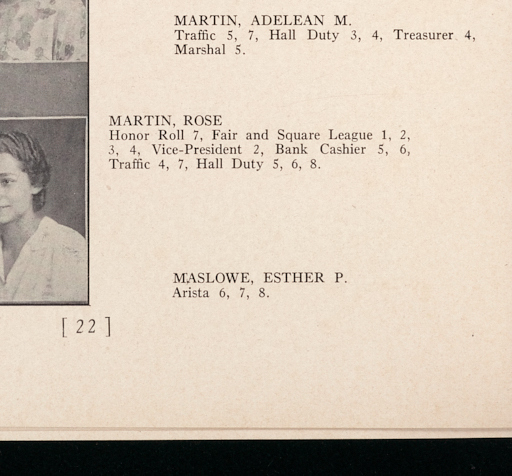 MARTIN, ADELEAN M.
Traffic 5, 7, Hall Duty 3, 4, Treasurer 4,
Marshal 5.
MARTIN, ROSE
Honor Roll 7, Fair and Square League 1, 2,
3, 4, Vice-President 2, Bank Cashier 5, 6,
Traffic 4, 7, Hall Duty 5, 6, 8.
MASLOWE, ESTHER P.
Arista 6, 7, 8.
[ 22 ]